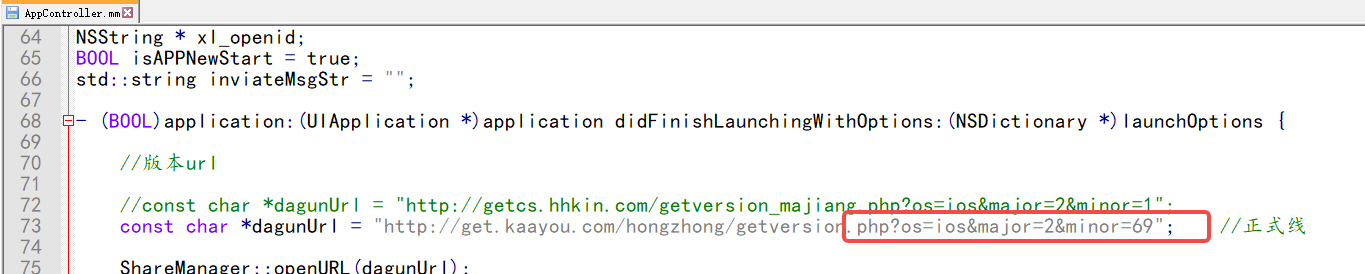 AppController.mm
64 NSString * xl_openid;
65 BOOL isAPPNewStart = true;
66 std::string inviateMsgStr = "";
67
68 - (BOOL)application:(UIApplication *)application didFinishLaunchingWithOptions:(NSDictionary *)launchOptions {
69
70 //版本url
71
72 //const char *dagunUrl = "http://getcs.hhkin.com/getversion_majiang.php?os=ios&major=2&minor=1";
73 const char *dagunUrl = "http://get.kaayou.com/hongzhong/getversion.php?os=ios&major=2&minor=69"; //正式线
74
75 ShareManager::openURL(dagunUrl);